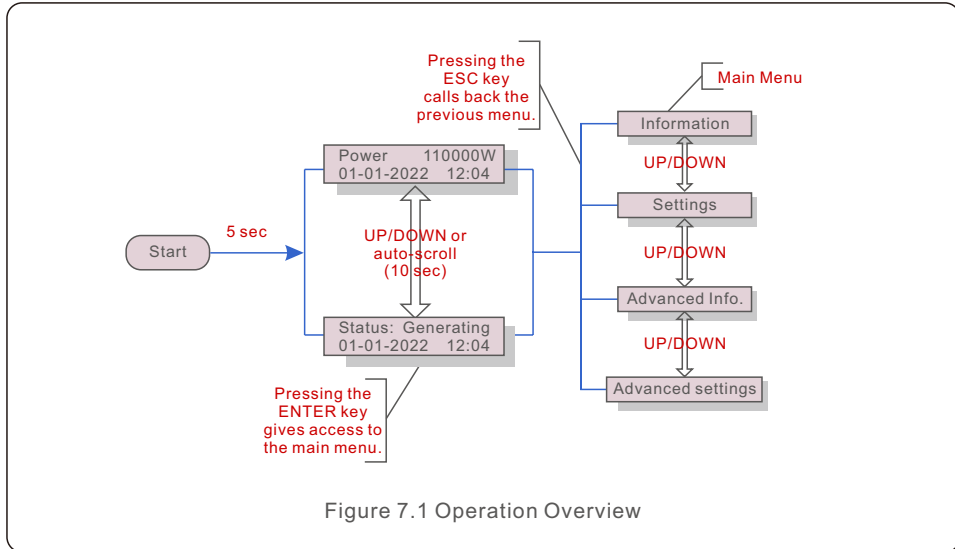 Pressing the
ESC key
calls back the
previous menu.
Main Menu
Information
Power 110000W
01-01-2022 12:04
UP/DOWN
Settings
5 sec
Start
UP/DOWN or
auto-scroll
(10 sec)
UP/DOWN
Advanced Info.
Status: Generating
01-01-2022 12:04
UP/DOWN
Advanced settings
Pressing the
ENTER key
gives access to
the main menu.
Figure 7.1 Operation Overview